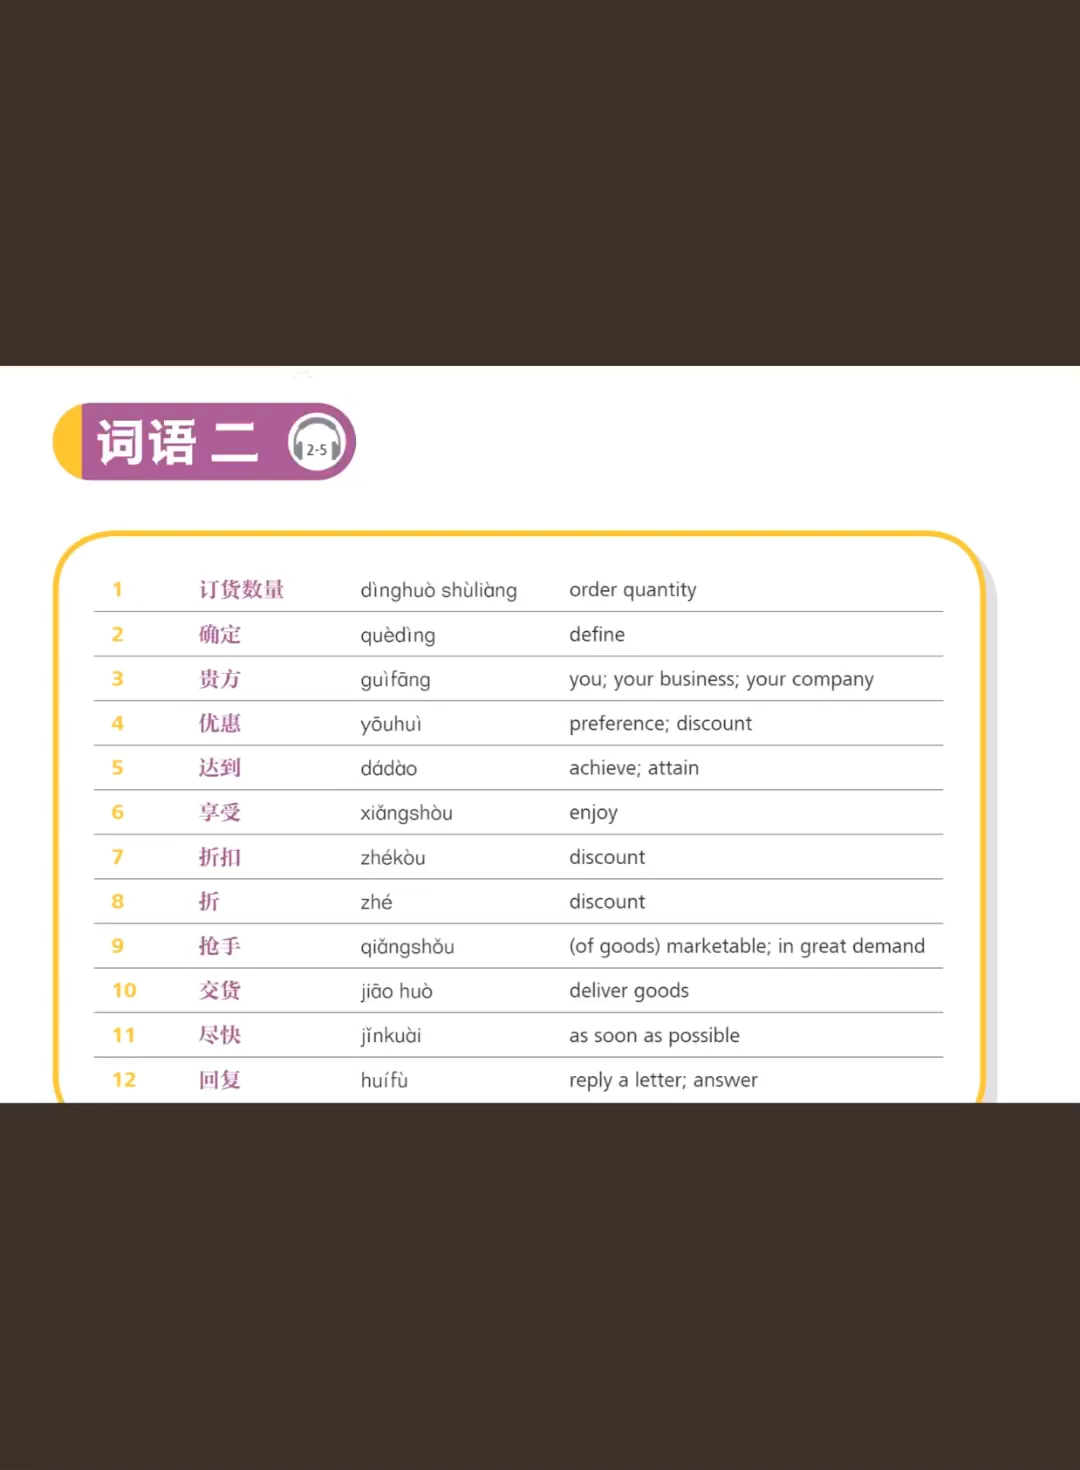 词语二 2-5
1 订货数量 dìnghuò shùliàng order quantity
2 确定 quèdìng define
3 贵方 guìfāng you; your business; your company
4 优惠 yōuhuì preference; discount
5 达到 dádào achieve; attain
6 享受 xiǎngshòu enjoy
7 折扣 zhékòu discount
8 折 zhé discount
9 抢手 qiǎngshǒu (of goods) marketable; in great demand
10 交货 jiāo huò deliver goods
11 尽快 jǐnkuài as soon as possible
12 回复 huífù reply a letter; answer